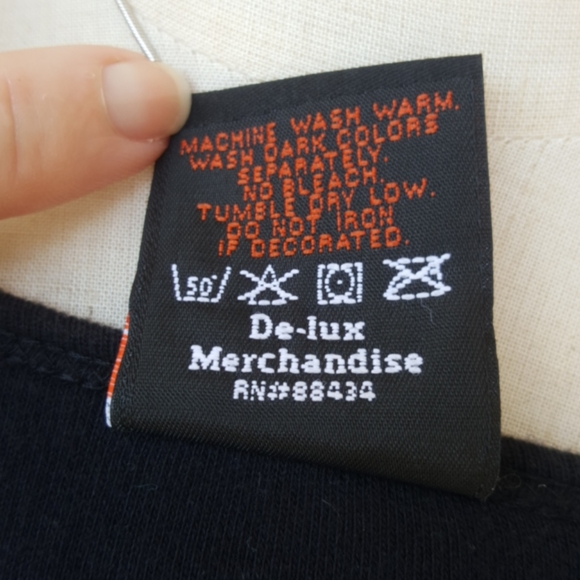 MACHINE WASH WARM.
WASH DARK COLORS
SEPARATELY.
NO BLEACH.
TUMBLE DRY LOW.
DO NOT IRON
IF DECORATED.
50°
De-lux
Merchandise
RN#88434